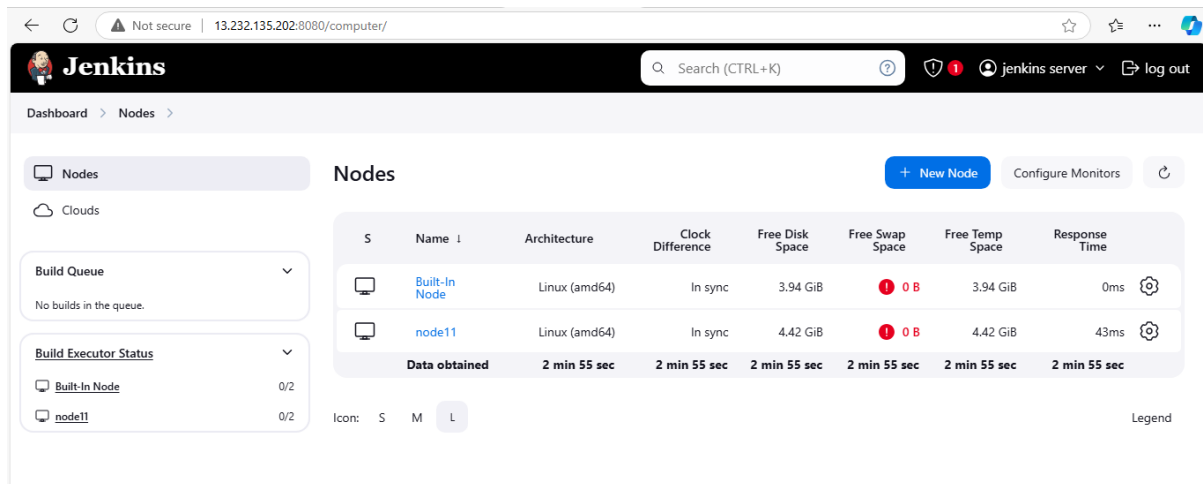 Not secure | 13.232.135.202:8080/computer/
Jenkins
Search (CTRL+K)
1
jenkins server
log out
Dashboard > Nodes >
Nodes
Clouds
Build Queue
No builds in the queue.
Build Executor Status
Built-In Node 0/2
node11 0/2
Nodes
+ New Node
Configure Monitors
S Name ↓ Architecture Clock Difference Free Disk Space Free Swap Space Free Temp Space Response Time
Built-In Node Linux (amd64) In sync 3.94 GiB 0 B 3.94 GiB 0ms
node11 Linux (amd64) In sync 4.42 GiB 0 B 4.42 GiB 43ms
Data obtained 2 min 55 sec 2 min 55 sec 2 min 55 sec 2 min 55 sec 2 min 55 sec 2 min 55 sec
Icon: S M L
Legend